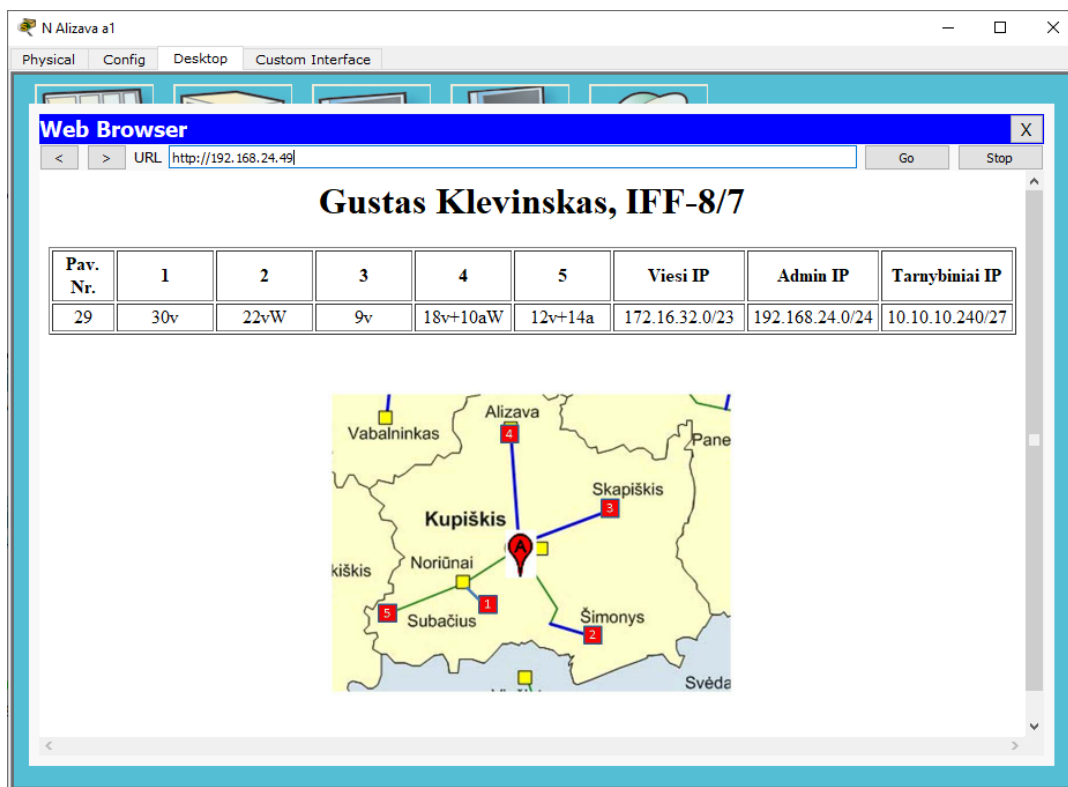 N Alizava a1
Physical Config Desktop Custom Interface
Web Browser X
< > URL http://192.168.24.49 Go Stop
Gustas Klevinskas, IFF-8/7
Pav. Nr. 1 2 3 4 5 Viesi IP Admin IP Tarnybiniai IP
29 30v 22vW 9v 18v+10aW 12v+14a 172.16.32.0/23 192.168.24.0/24 10.10.10.240/27
Alizava
Vabalninkas 4 Pane
Skapiškis
3
Kupiškis
A
Noriūnai
kiškis
1
5 Subačius Šimonys
2
Svėda